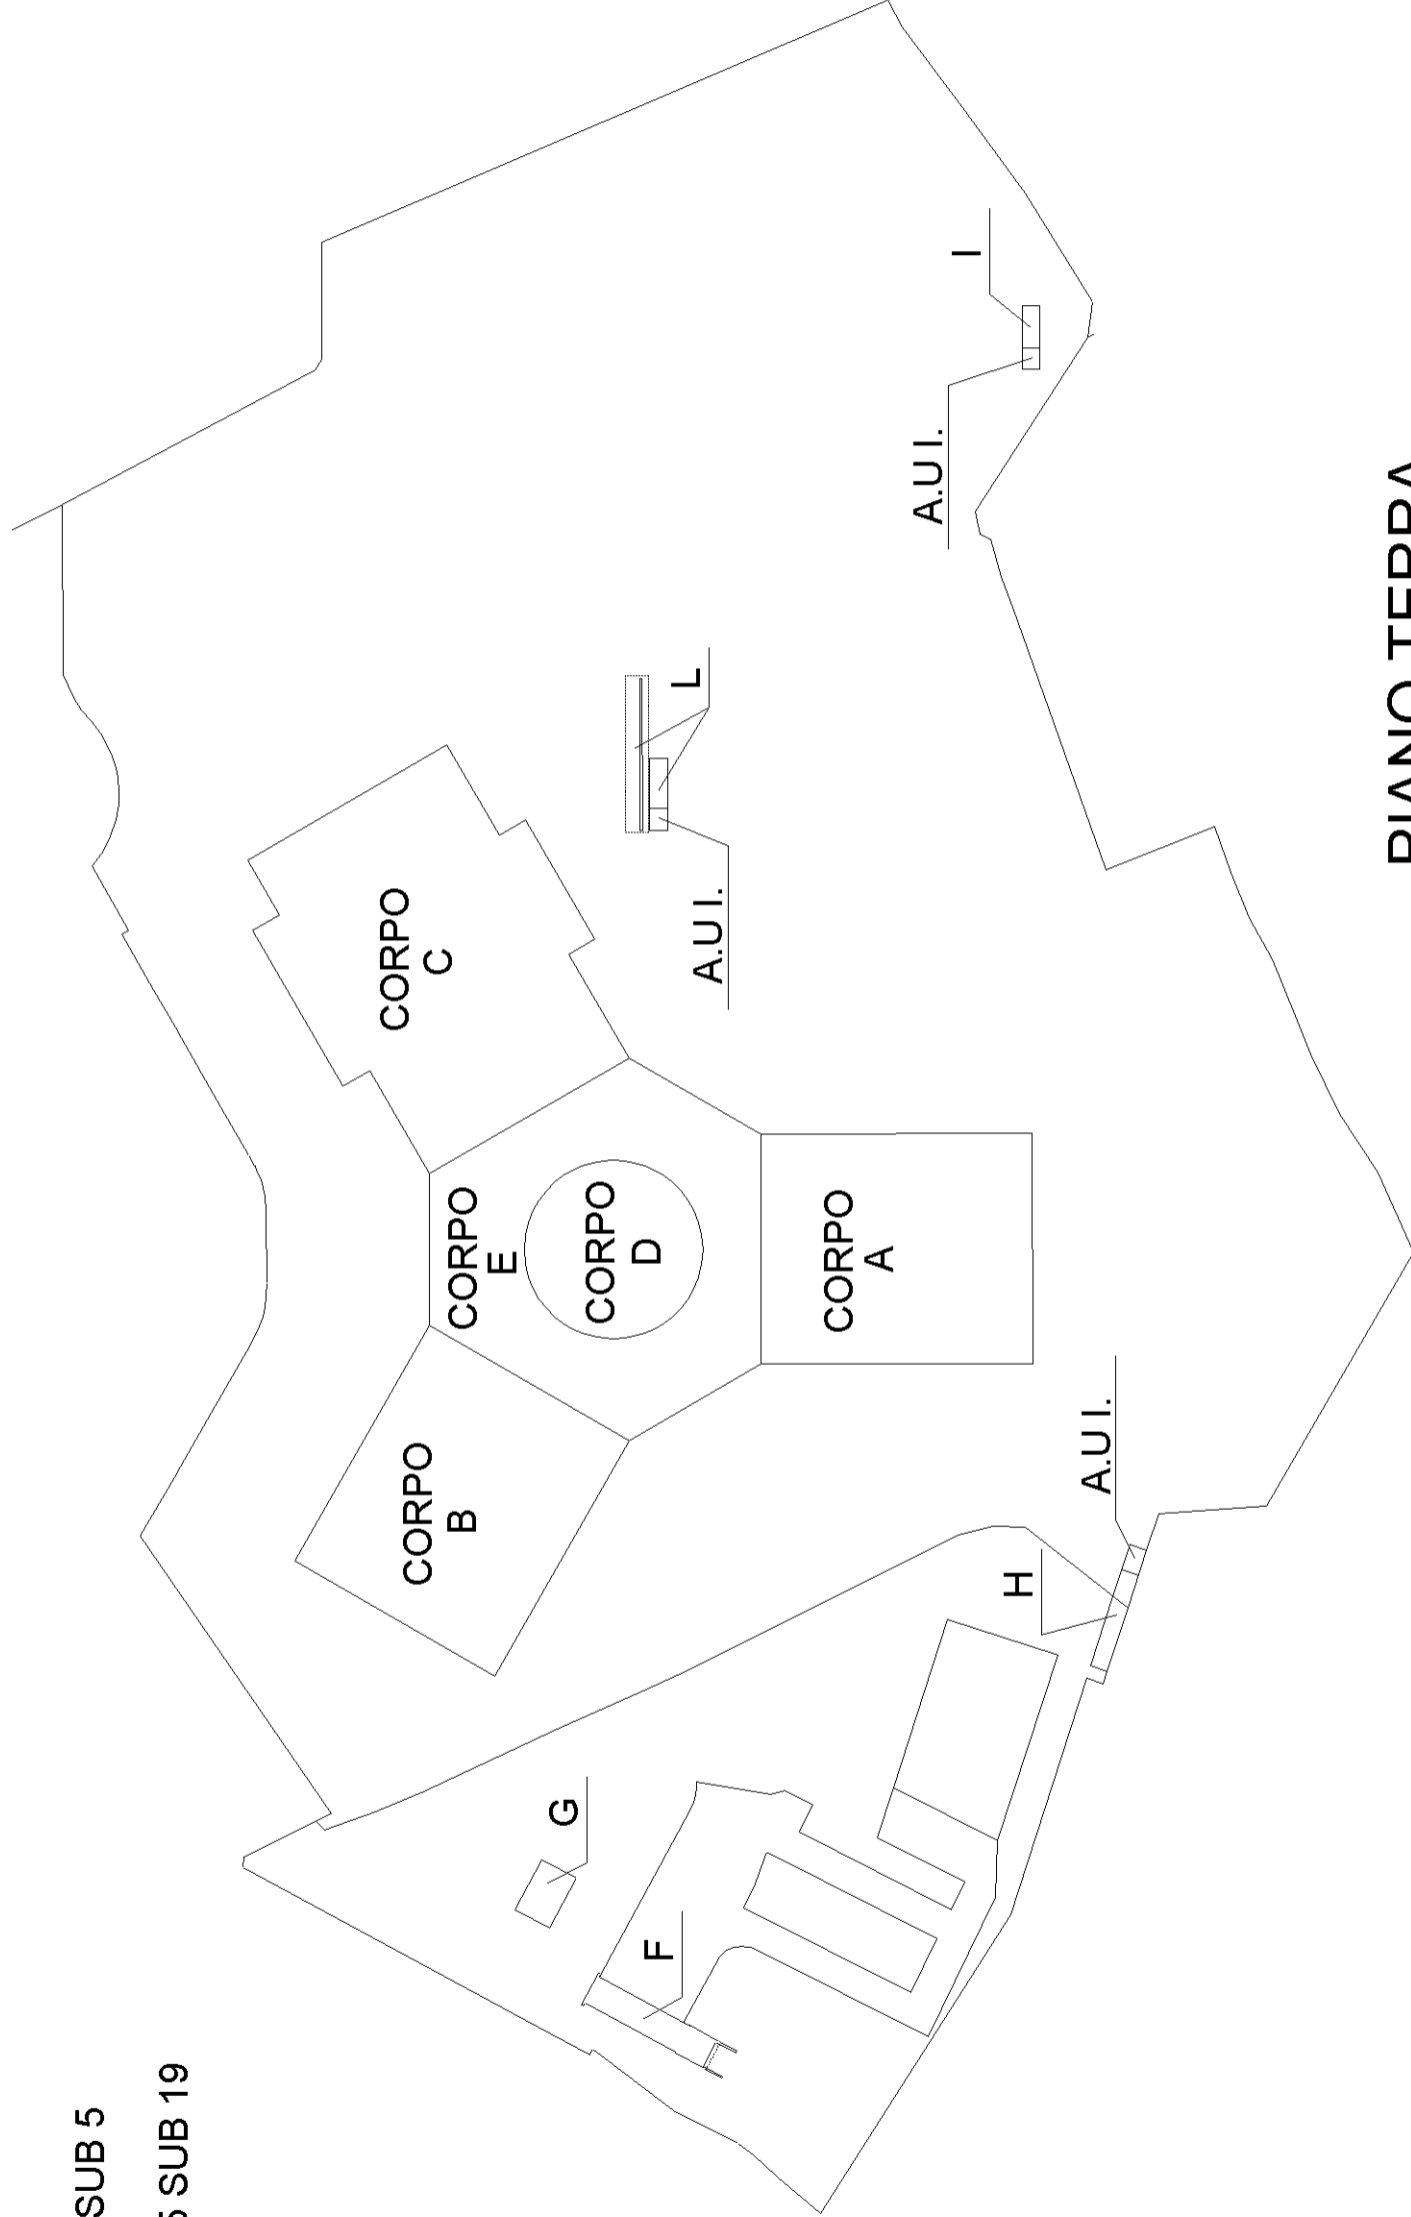 SUB 5
5 SUB 19
CORPO
B
CORPO
E
CORPO
C
CORPO
D
CORPO
A
G
F
H
A.U I.
L
A.U I.
I
A.U I.
PIANO TERRA